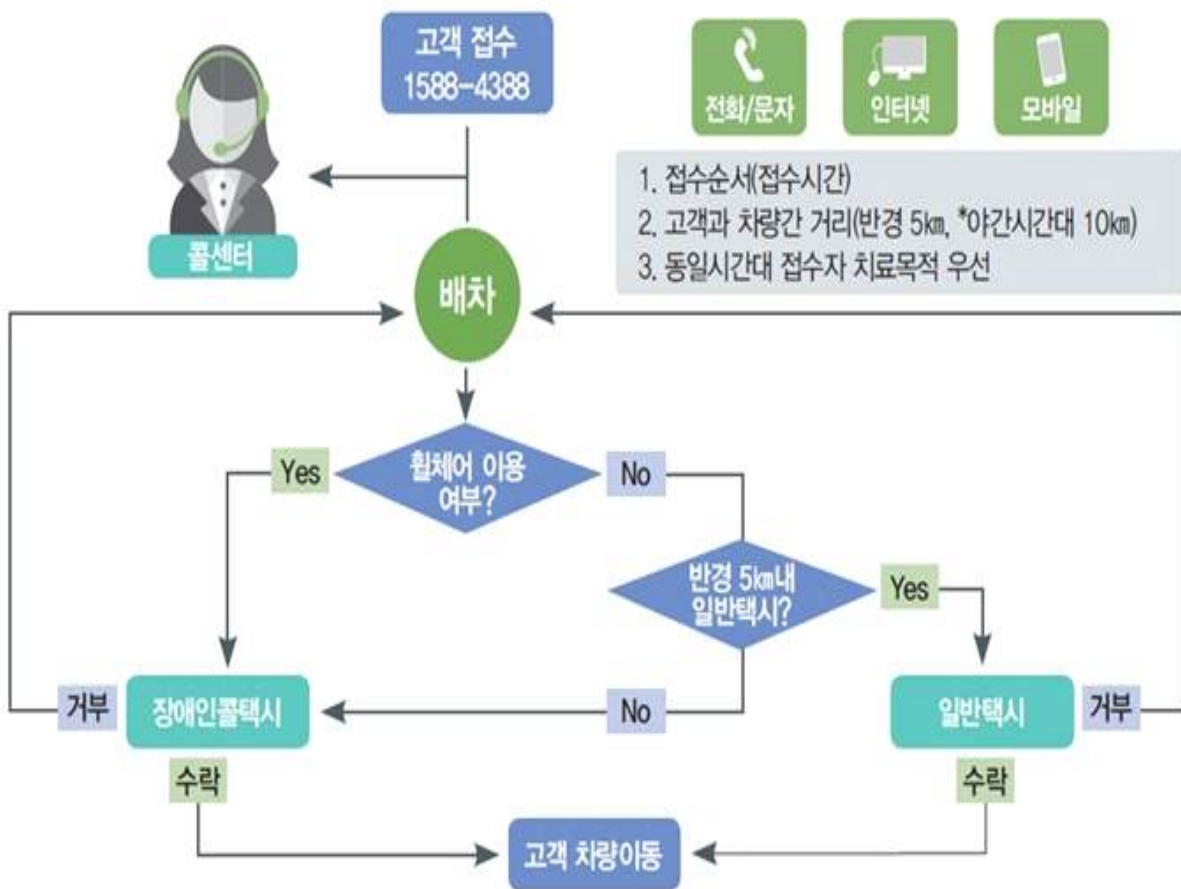 고객 접수
1588-4388
전화/문자
인터넷
모바일
1. 접수순서(접수시간)
2. 고객과 차량간 거리(반경 5㎞, *야간시간대 10㎞)
3. 동일시간대 접수자 치료목적 우선
콜센터
배차
Yes
휠체어 이용
여부?
No
반경 5㎞내
일반택시?
Yes
거부
장애인콜택시
No
일반택시
거부
수락
수락
고객 차량이동